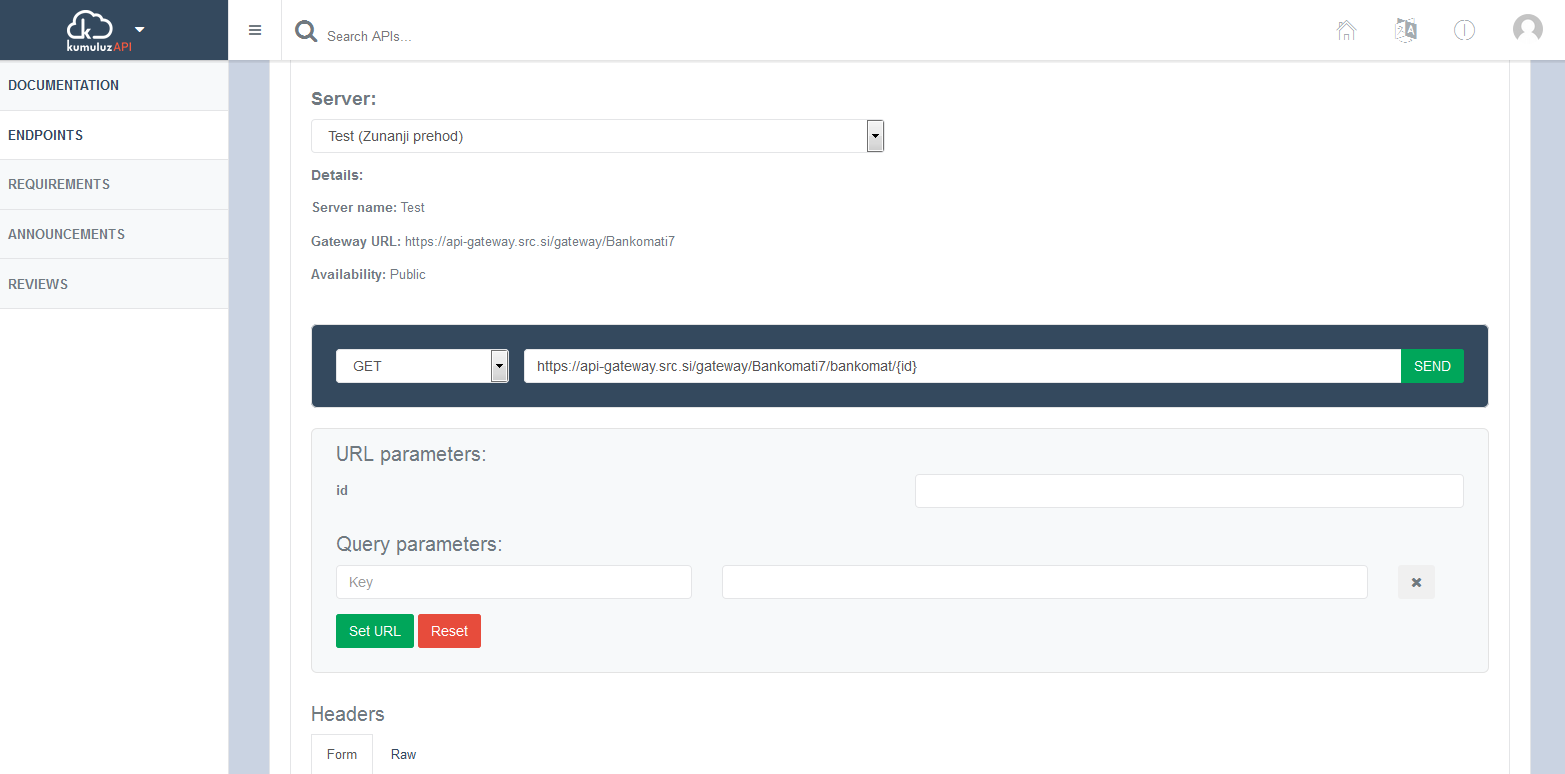 kumuluzAPI
Search APIs...
DOCUMENTATION
ENDPOINTS
REQUIREMENTS
ANNOUNCEMENTS
REVIEWS
Server:
Test (Zunanji prehod)
Details:
Server name: Test
Gateway URL: https://api-gateway.src.si/gateway/Bankomati7
Availability: Public
GET https://api-gateway.src.si/gateway/Bankomati7/bankomat/{id} SEND
URL parameters:
id
Query parameters:
Key
Set URL Reset
Headers
Form Raw